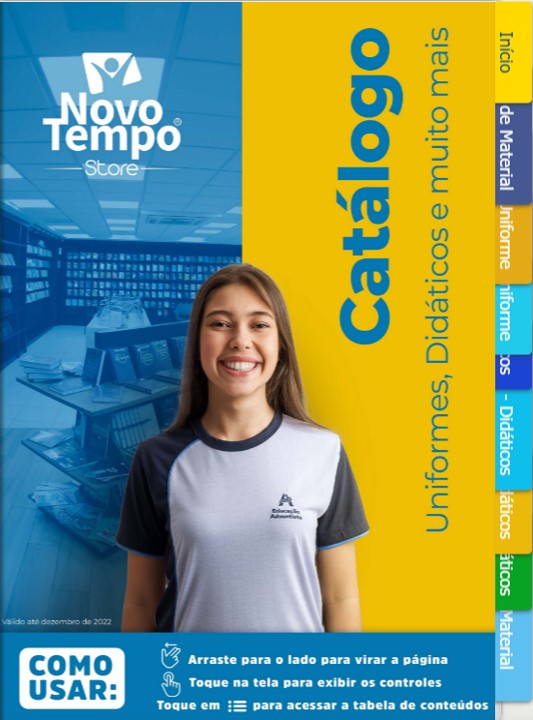 Novo
Tempo®
Store
Catálogo
Uniformes, Didáticos e muito mais
Educação
Adventista
Válido até dezembro de 2022
COMO
USAR:
Arraste para o lado para virar a página
Toque na tela para exibir os controles
Toque em para acessar a tabela de conteúdos
Início
de Material
Uniforme
niforme
cos
- Didáticos
áticos
áticos
Material